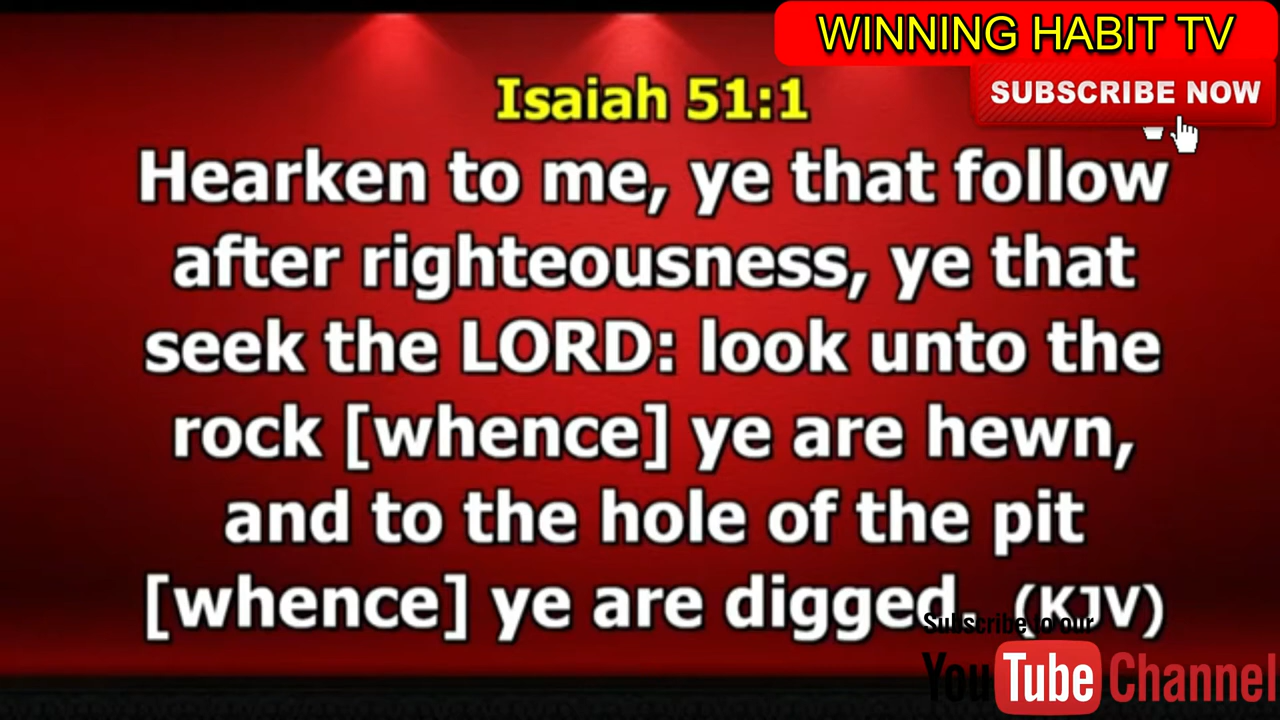 WINNING HABIT TV
SUBSCRIBE NOW
Isaiah 51:1
Hearken to me, ye that follow
after righteousness, ye that
seek the LORD: look unto the
rock [whence] ye are hewn,
and to the hole of the pit
[whence] ye are digged. (KJV)
Subscribe to our
YouTube Channel